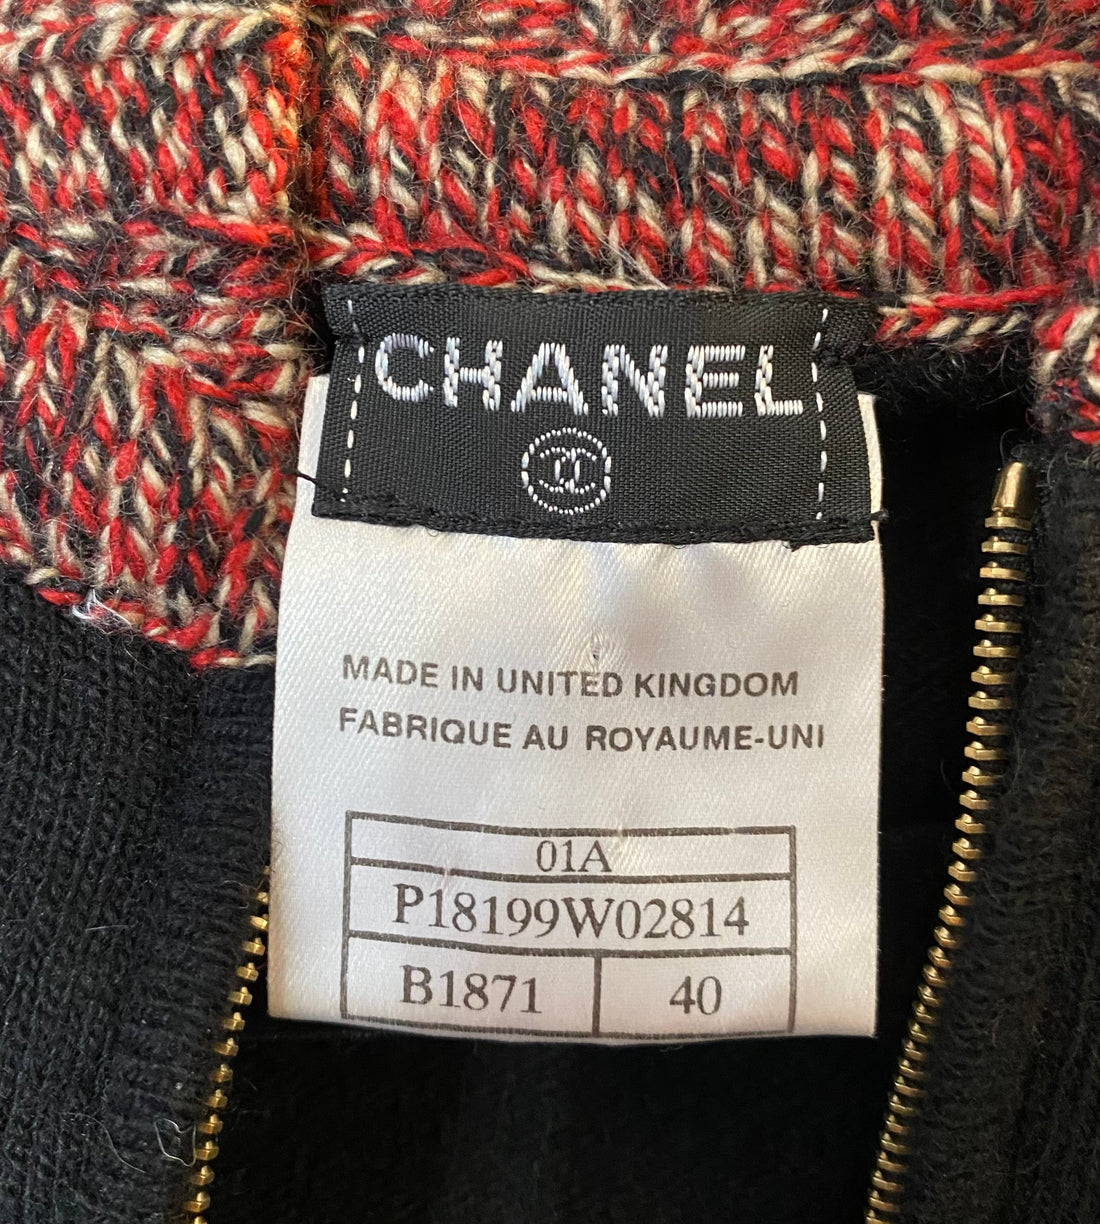 CHANEL
MADE IN UNITED KINGDOM
FABRIQUE AU ROYAUME-UNI
01A
P18199W02814
B1871 40